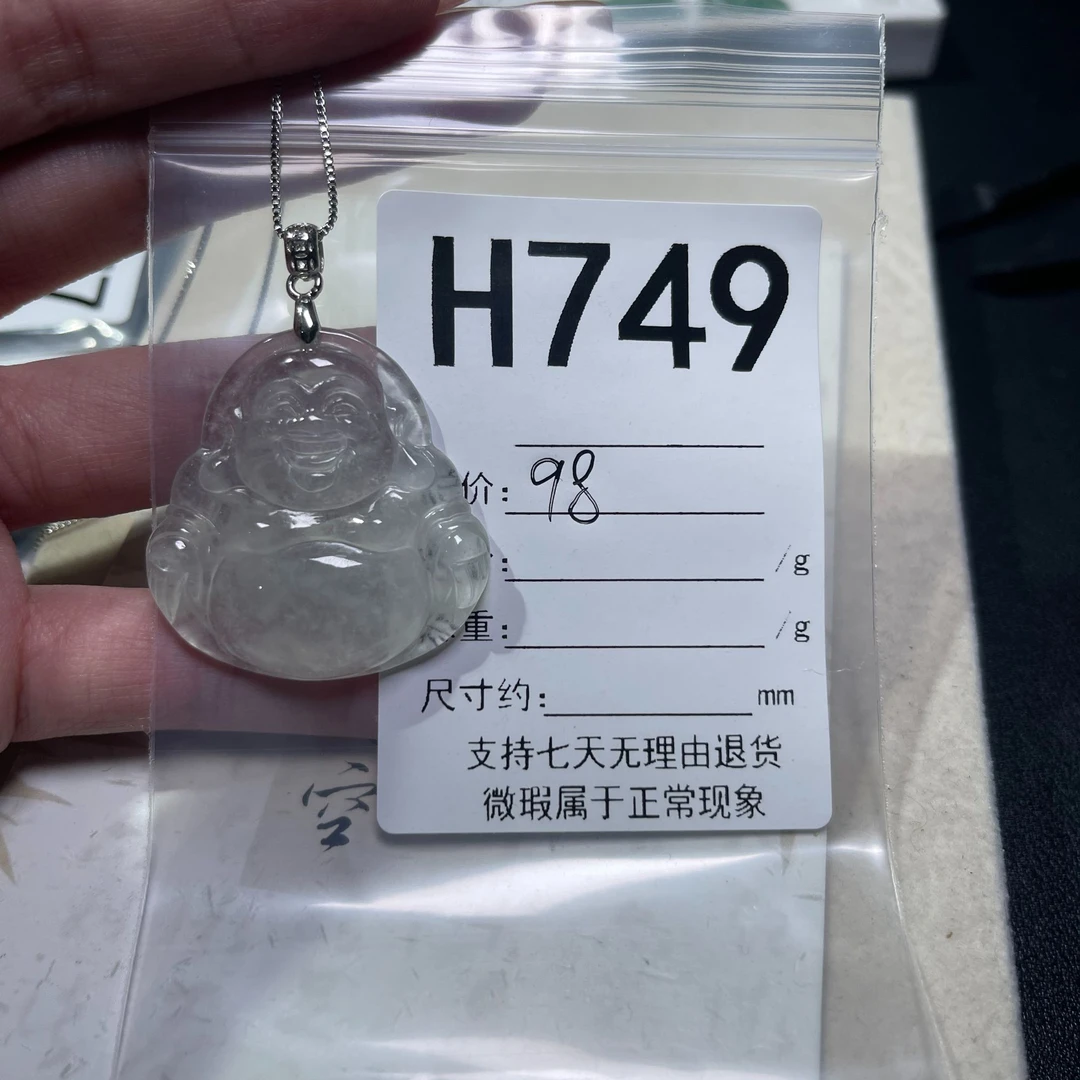 H749
价：98
/g
重： /g
尺寸约： mm
支持七天无理由退货
微瑕属于正常现象
空